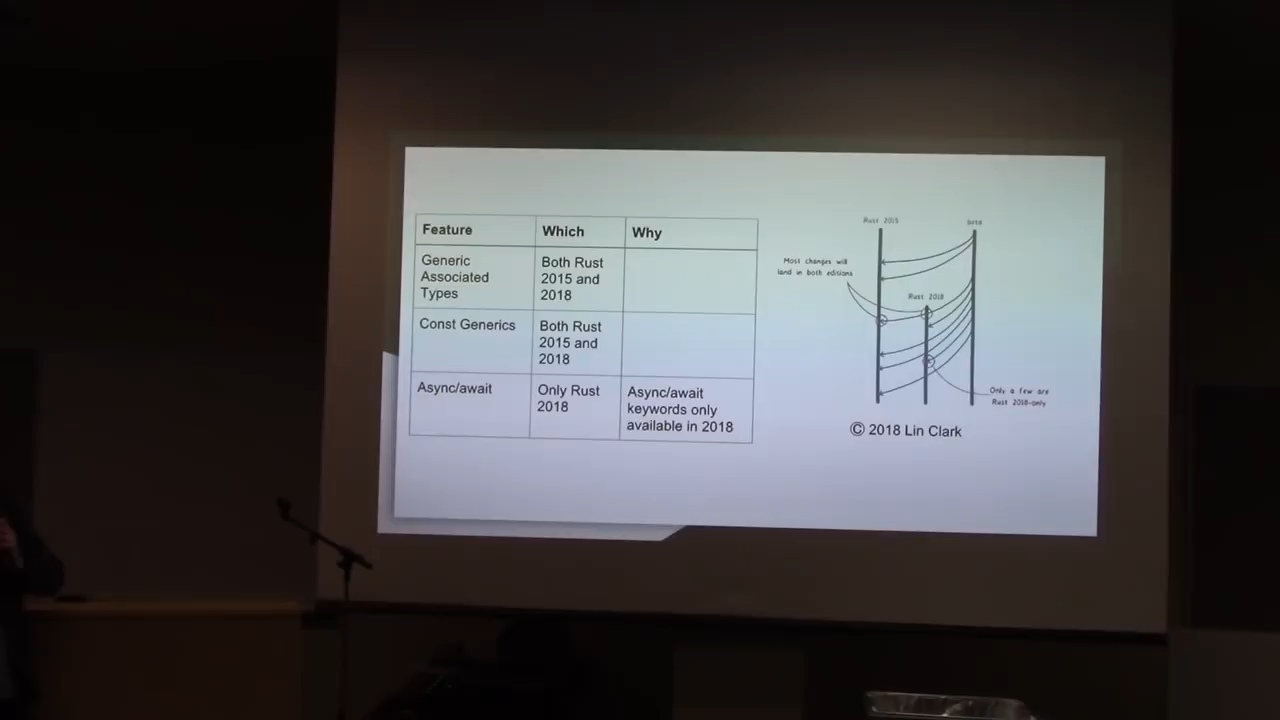 Feature Which Why
Generic
Associated
Types
Both Rust
2015 and
2018
Const Generics
Both Rust
2015 and
2018
Async/await
Only Rust
2018
Async/await
keywords only
available in 2018
Rust 2015
beta
Most changes will
land in both editions
Rust 2018
Only a few are
Rust 2018-only
© 2018 Lin Clark